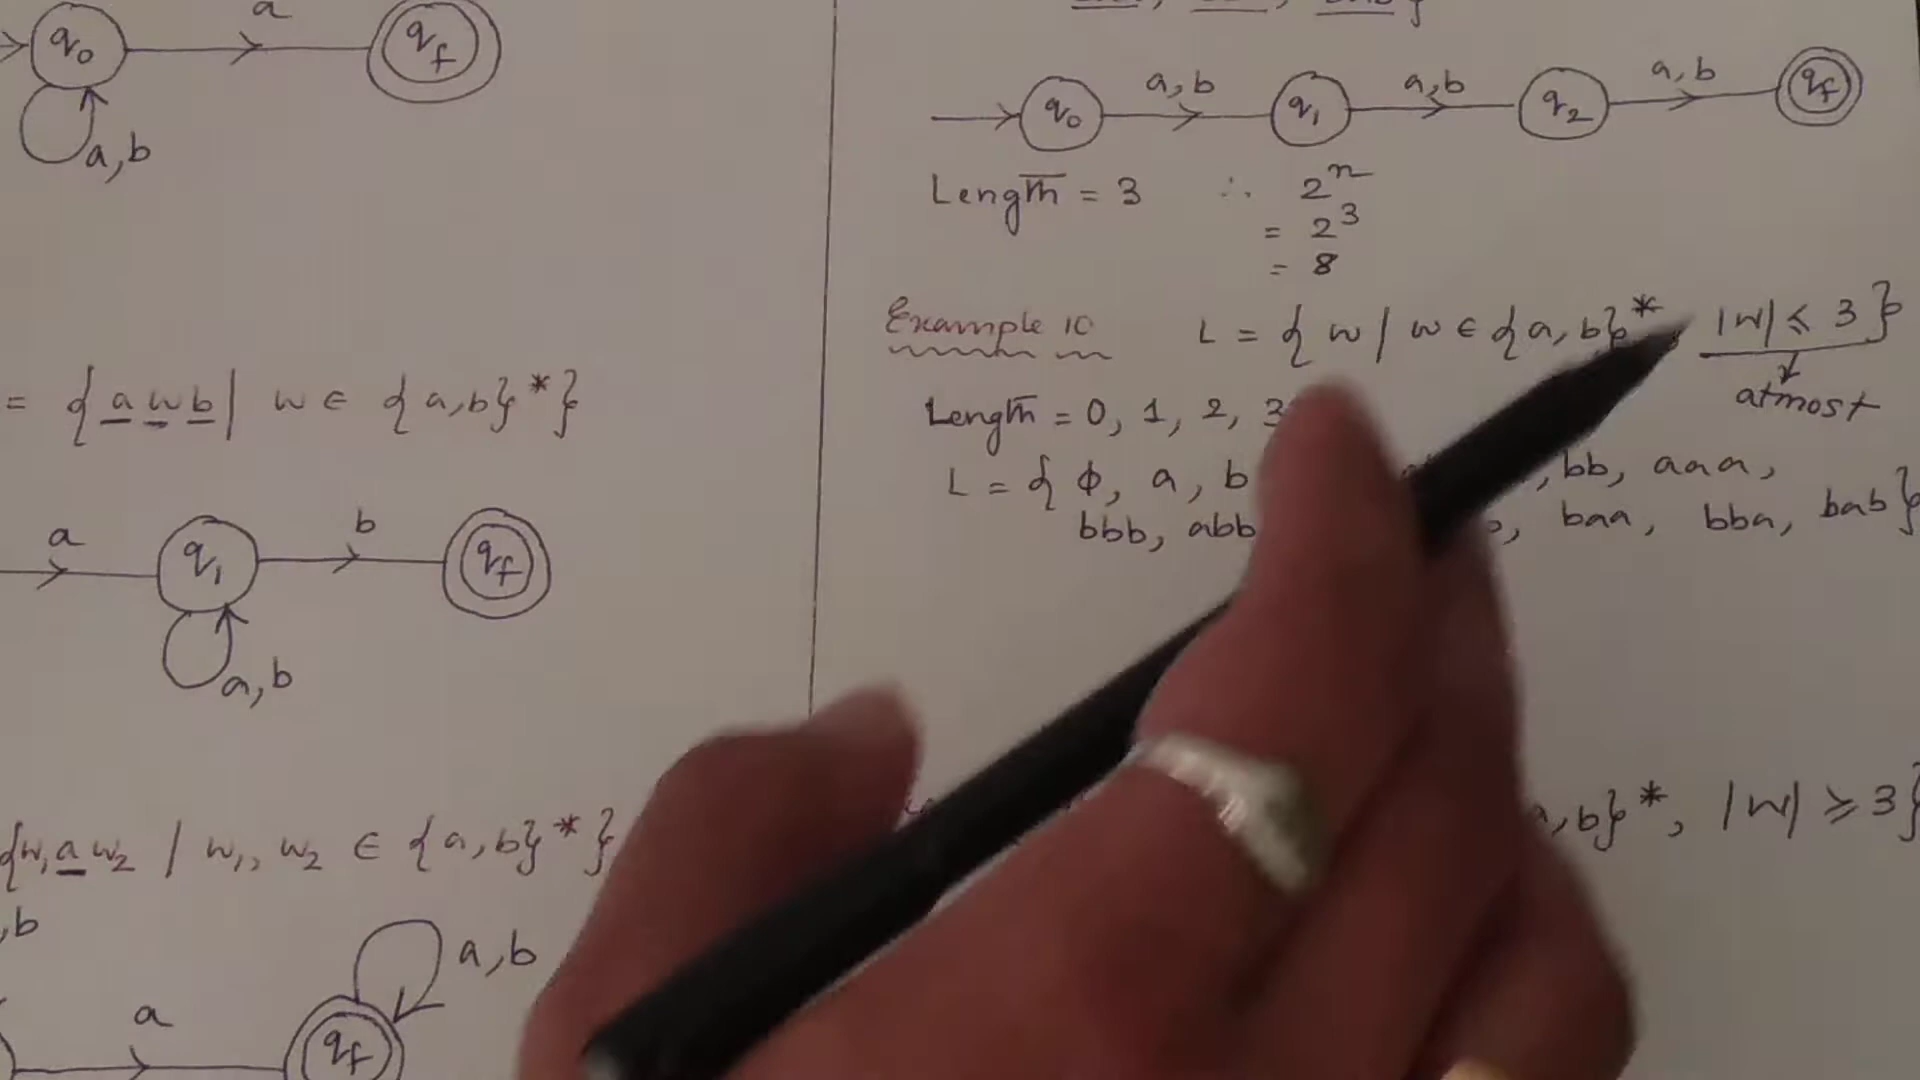 a
q0 qf
a,b
= {a w b | w ∈ {a,b}*}
a b
q1 qf
a,b
{w1 a w2 / w1, w2 ∈ {a,b}*}
,b
a,b
a
qf
a,b a,b a,b
q0 q1 q2 qf
Length = 3 ∴ 2^n
= 2^3
= 8
Example 10 L = { w / w ∈ {a, b}* |w| ≤ 3 }
atmost
Length = 0, 1, 2, 3
L = { ϕ, a, b , bb, aaa,
bbb, abb , baa, bba, bab }
a,b}*, |w| ≥ 3}